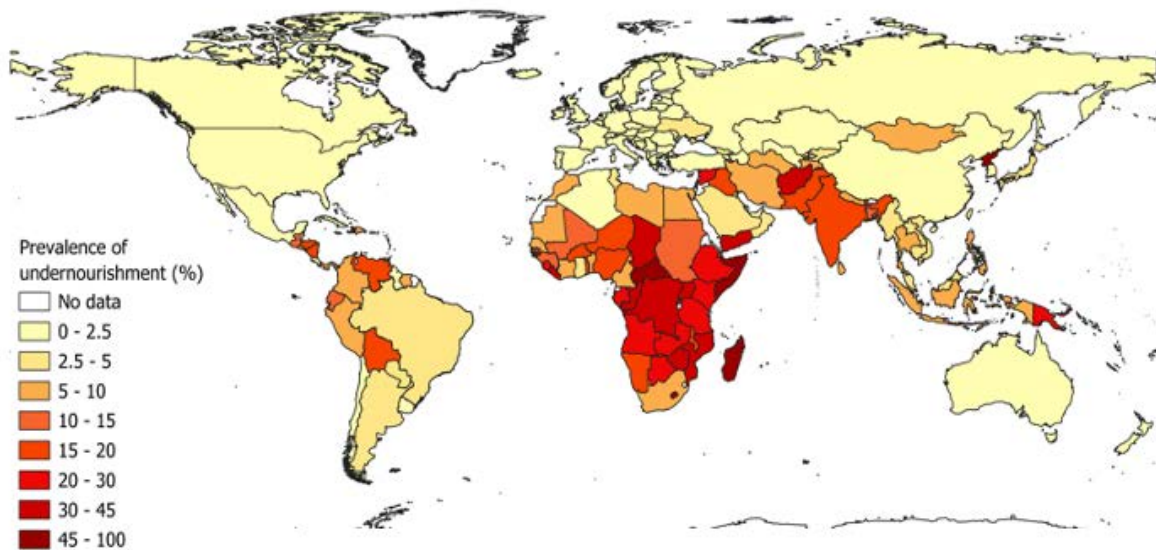 Prevalence of
undernourishment (%)
No data
0 - 2.5
2.5 - 5
5 - 10
10 - 15
15 - 20
20 - 30
30 - 45
45 - 100